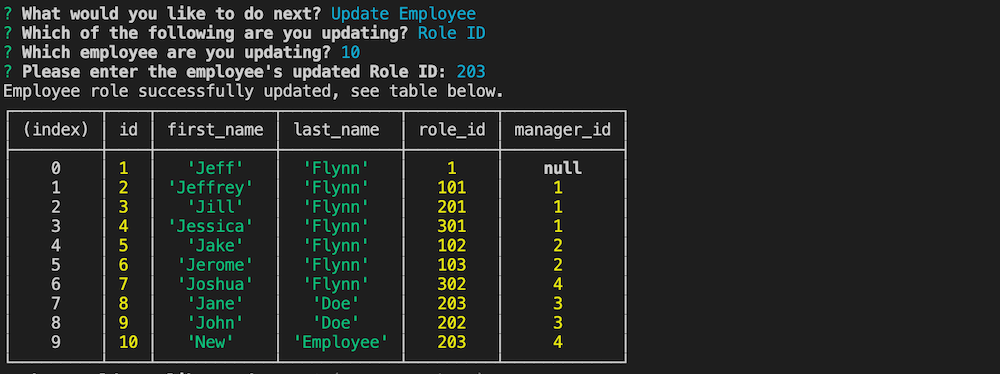 ? What would you like to do next? Update Employee
? Which of the following are you updating? Role ID
? Which employee are you updating? 10
? Please enter the employee's updated Role ID: 203
Employee role successfully updated, see table below.
(index) id first_name last_name role_id manager_id
0 1 'Jeff' 'Flynn' 1 null
1 2 'Jeffrey' 'Flynn' 101 1
2 3 'Jill' 'Flynn' 201 1
3 4 'Jessica' 'Flynn' 301 1
4 5 'Jake' 'Flynn' 102 2
5 6 'Jerome' 'Flynn' 103 2
6 7 'Joshua' 'Flynn' 302 4
7 8 'Jane' 'Doe' 203 3
8 9 'John' 'Doe' 202 3
9 10 'New' 'Employee' 203 4